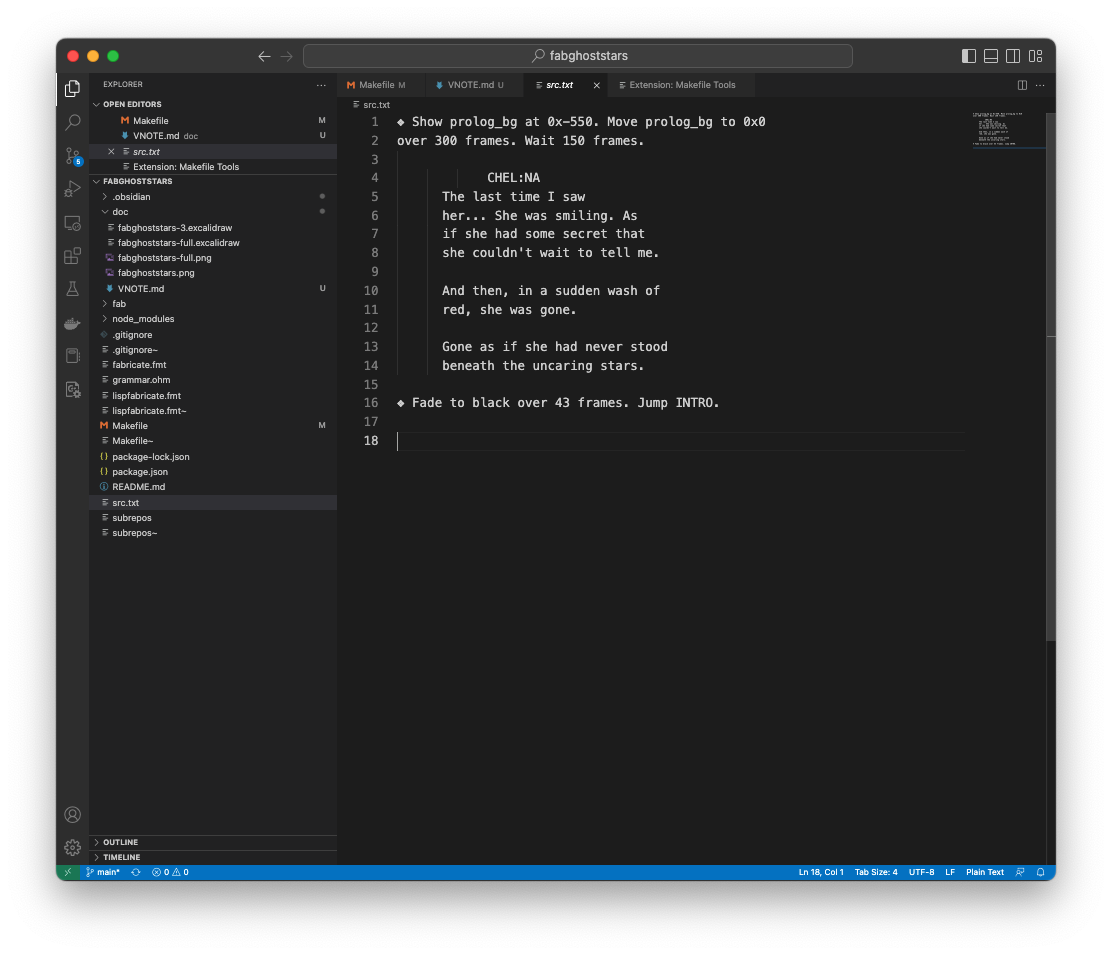 fabghoststars
EXPLORER
OPEN EDITORS
Makefile M
VNOTE.md doc U
src.txt
Extension: Makefile Tools
FABGHOSTSTARS
.obsidian
doc
fabghoststars-3.excalidraw
fabghoststars-full.excalidraw
fabghoststars-full.png
fabghoststars.png
VNOTE.md U
fab
node_modules
.gitignore
.gitignore~
fabricate.fmt
grammar.ohm
lispfabricate.fmt
lispfabricate.fmt~
Makefile M
Makefile~
package-lock.json
package.json
README.md
src.txt
subrepos
subrepos~
OUTLINE
TIMELINE
5
Makefile M VNOTE.md U src.txt Extension: Makefile Tools
src.txt
1 ❖ Show prolog_bg at 0x-550. Move prolog_bg to 0x0
2 over 300 frames. Wait 150 frames.
3
4 CHEL:NA
5 The last time I saw
6 her... She was smiling. As
7 if she had some secret that
8 she couldn't wait to tell me.
9
10 And then, in a sudden wash of
11 red, she was gone.
12
13 Gone as if she had never stood
14 beneath the uncaring stars.
15
16 ❖ Fade to black over 43 frames. Jump INTRO.
17
18
main* 0 0 Ln 18, Col 1 Tab Size: 4 UTF-8 LF Plain Text